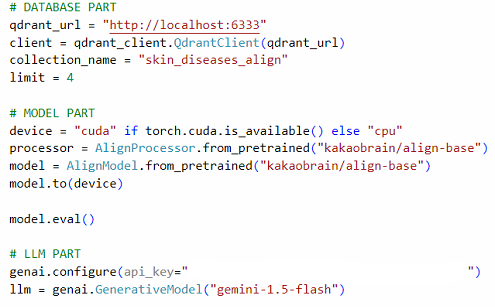 # DATABASE PART
qdrant_url = "http://localhost:6333"
client = qdrant_client.QdrantClient(qdrant_url)
collection_name = "skin_diseases_align"
limit = 4
# MODEL PART
device = "cuda" if torch.cuda.is_available() else "cpu"
processor = AlignProcessor.from_pretrained("kakaobrain/align-base")
model = AlignModel.from_pretrained("kakaobrain/align-base")
model.to(device)
model.eval()
# LLM PART
genai.configure(api_key=" ")
llm = genai.GenerativeModel("gemini-1.5-flash")